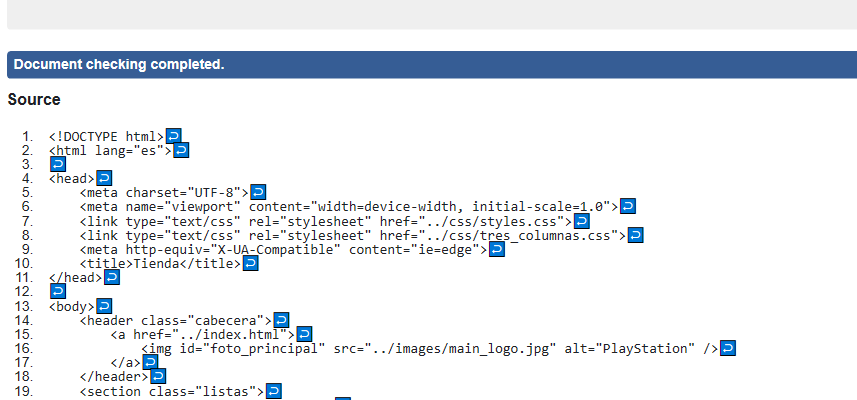 Document checking completed.
Source
1. <!DOCTYPE html>
2. <html lang="es">
3.
4. <head>
5. <meta charset="UTF-8">
6. <meta name="viewport" content="width=device-width, initial-scale=1.0">
7. <link type="text/css" rel="stylesheet" href="../css/styles.css">
8. <link type="text/css" rel="stylesheet" href="../css/tres_columnas.css">
9. <meta http-equiv="X-UA-Compatible" content="ie=edge">
10. <title>Tienda</title>
11. </head>
12.
13. <body>
14. <header class="cabecera">
15. <a href="../index.html">
16. <img id="foto_principal" src="../images/main_logo.jpg" alt="PlayStation" />
17. </a>
18. </header>
19. <section class="listas">